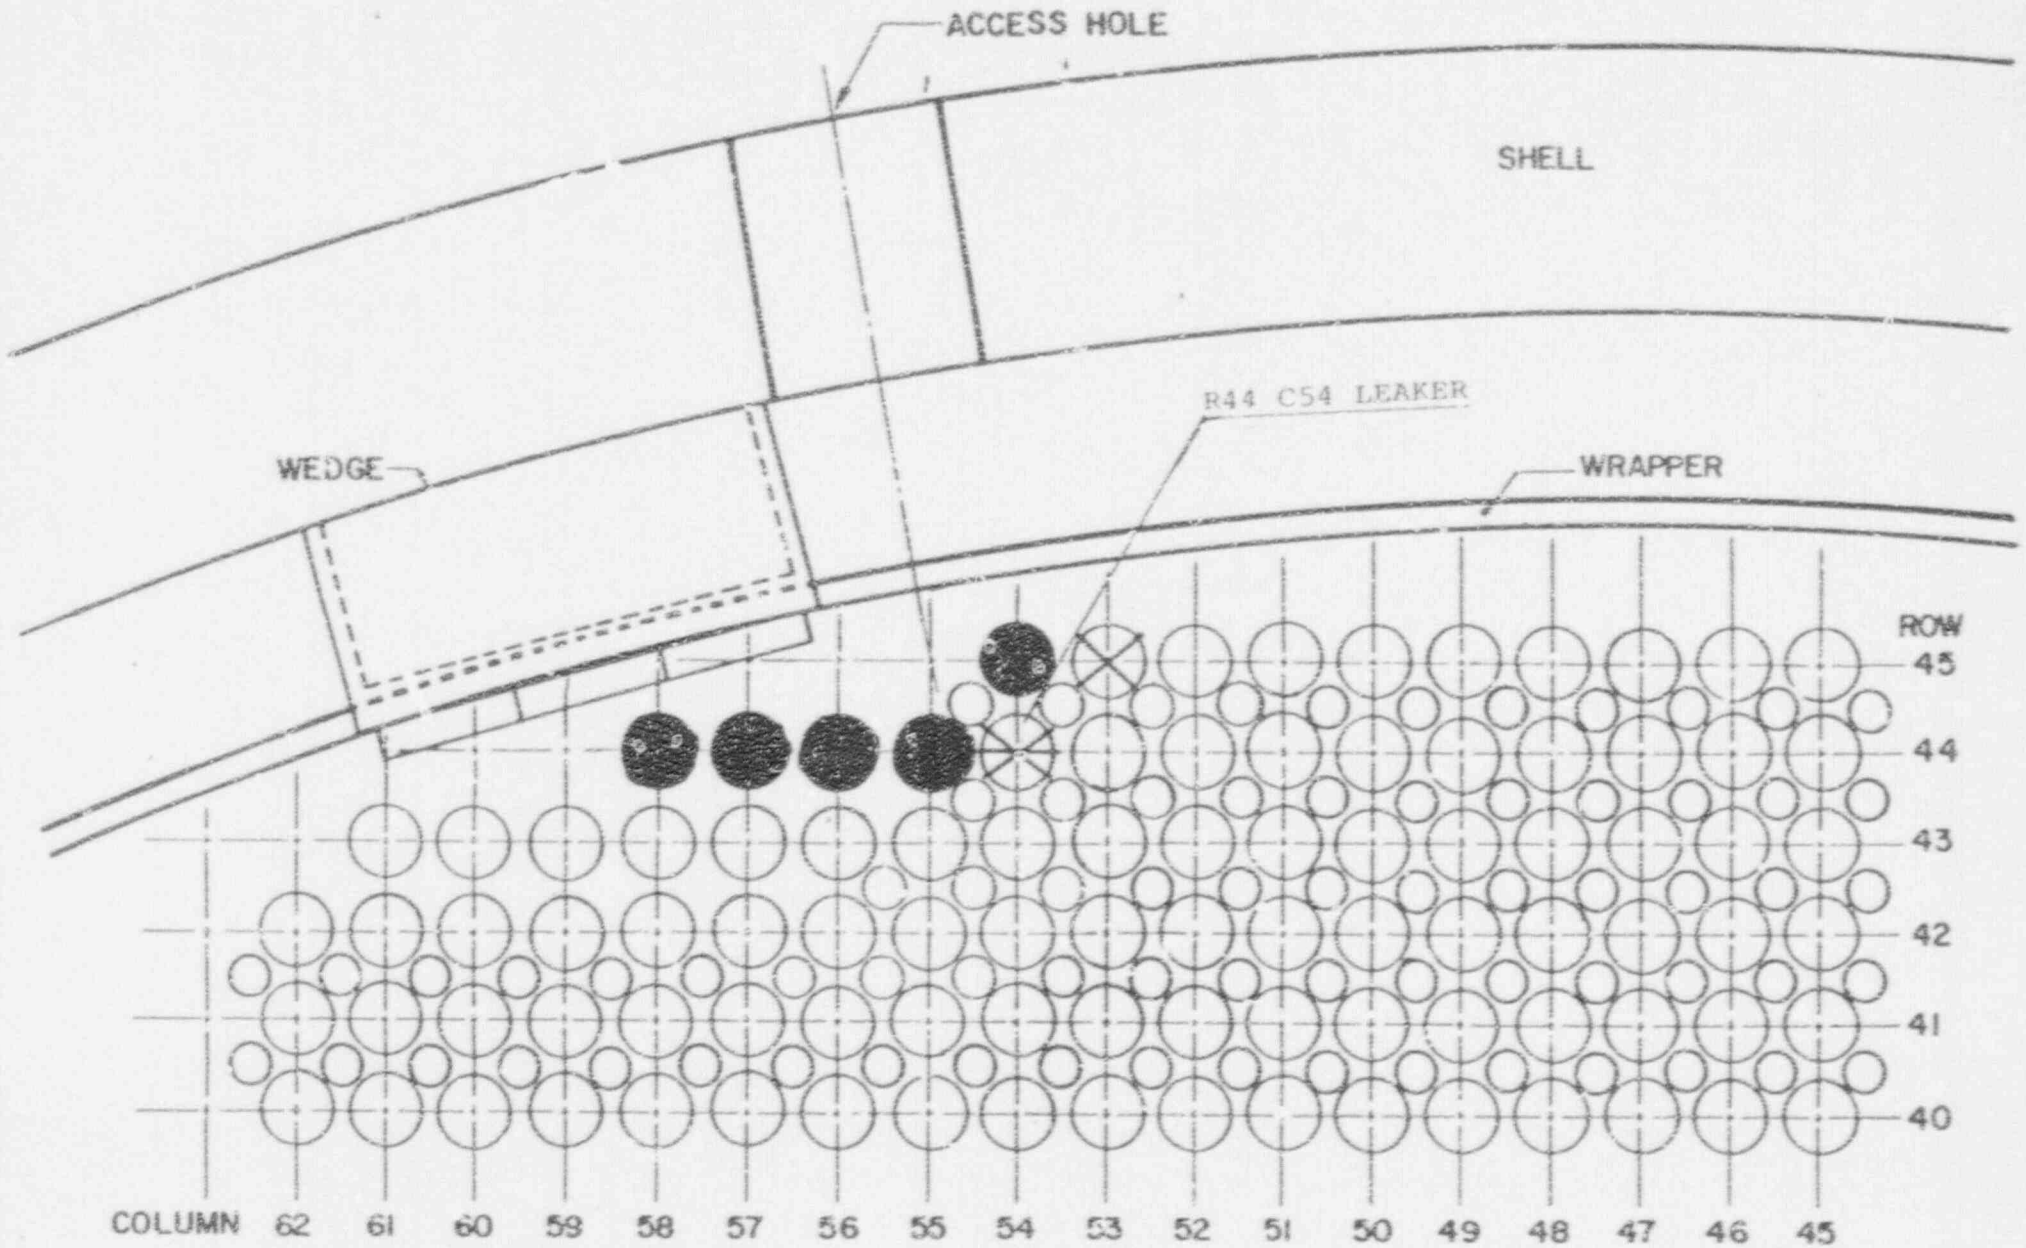 ACCESS HOLE
SHELL
R44 C54 LEAKER
WEDGE
WRAPPER
ROW
45
44
43
42
41
40
COLUMN 62 61 60 59 58 57 56 55 54 53 52 51 50 49 48 47 46 45